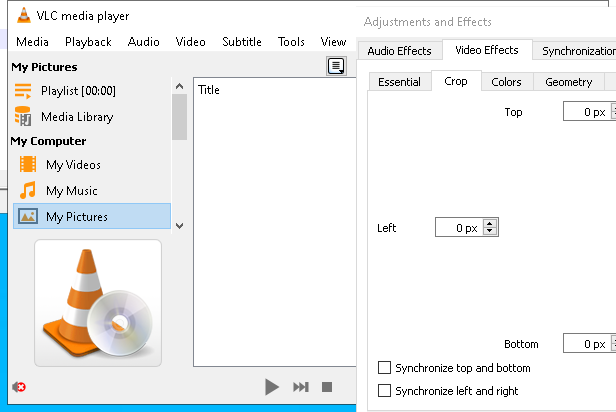 VLC media player
Media Playback Audio Video Subtitle Tools View
My Pictures
Playlist [00:00]
Media Library
My Computer
My Videos
My Music
My Pictures
Title
Adjustments and Effects
Audio Effects Video Effects Synchronization
Essential Crop Colors Geometry
Top 0 px
Left 0 px
Bottom 0 px
Synchronize top and bottom
Synchronize left and right